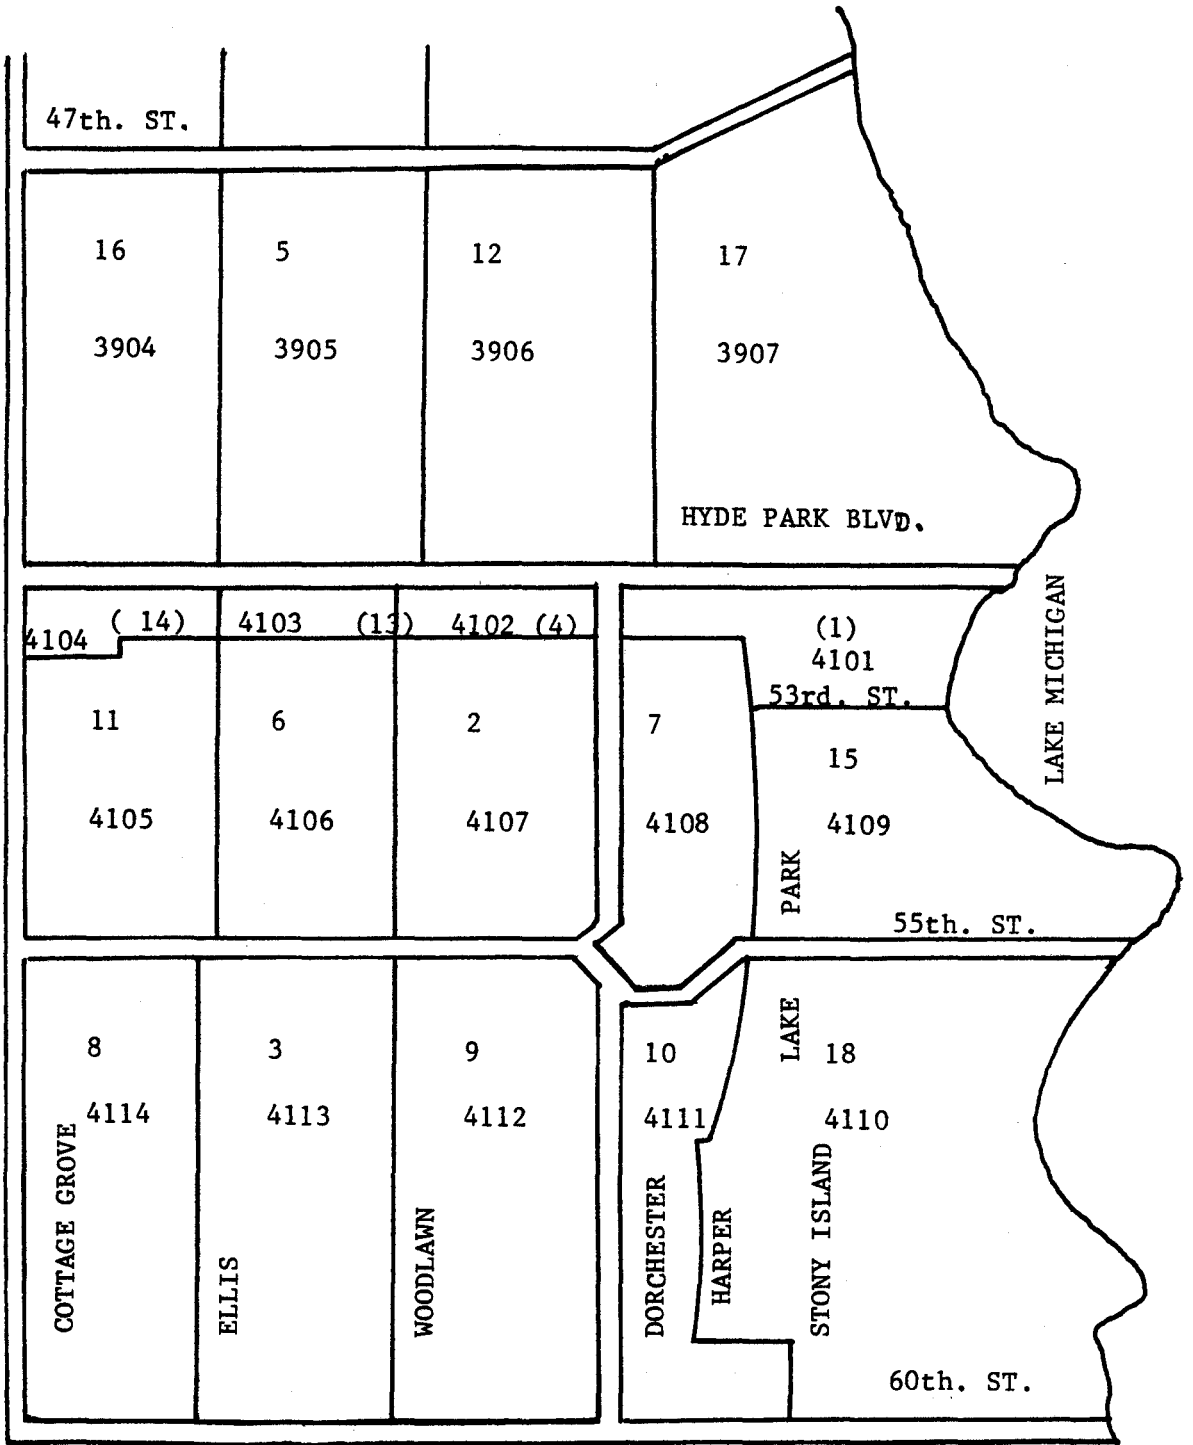 47th. ST.
16 5 12 17
3904 3905 3906 3907
HYDE PARK BLVD.
4104 ( 14) 4103 (13) 4102 (4) (1)
4101
53rd. ST.
LAKE MICHIGAN
11 6 2 7 15
4105 4106 4107 4108 4109
PARK
55th. ST.
LAKE
8 3 9 10 18
4114 4113 4112 4111 4110
COTTAGE GROVE
ELLIS
WOODLAWN
DORCHESTER
HARPER
STONY ISLAND
60th. ST.